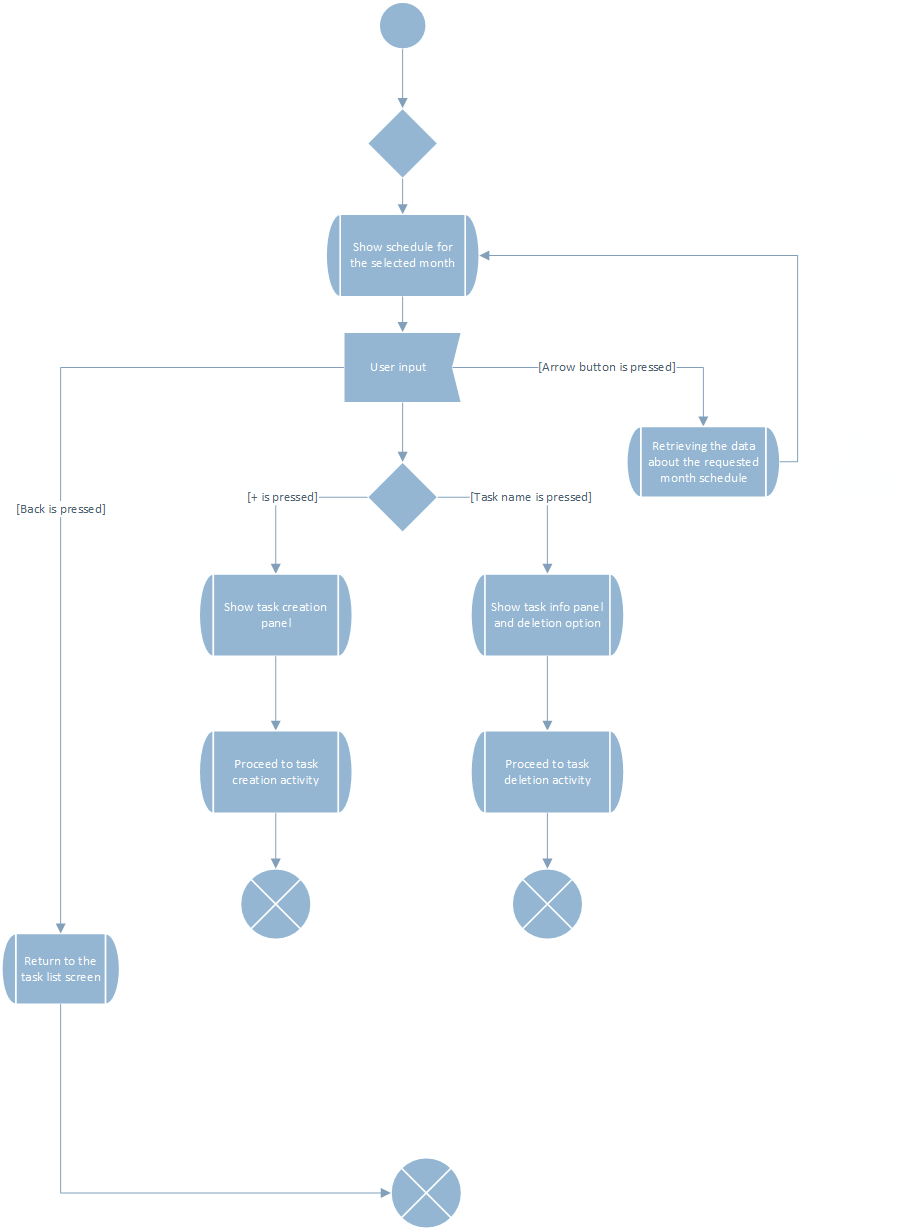 Show schedule for
the selected month
User input
[Arrow button is pressed]
Retrieving the data
about the requested
month schedule
[+ is pressed]
[Task name is pressed]
[Back is pressed]
Show task creation
panel
Show task info panel
and deletion option
Proceed to task
creation activity
Proceed to task
deletion activity
Return to the
task list screen